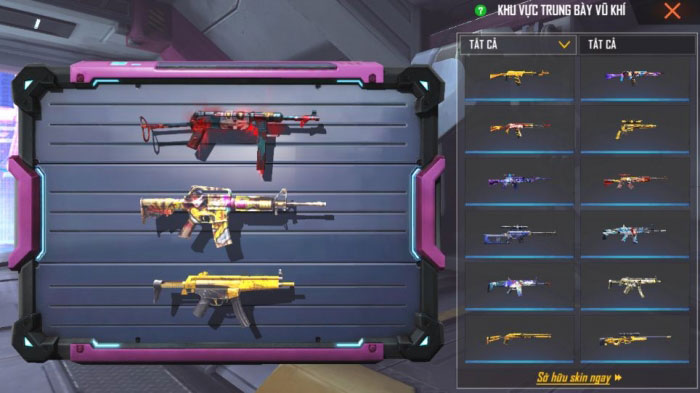 KHU VỰC TRƯNG BÀY VŨ KHÍ
TẤT CẢ
TẤT CẢ
Sở hữu skin ngay